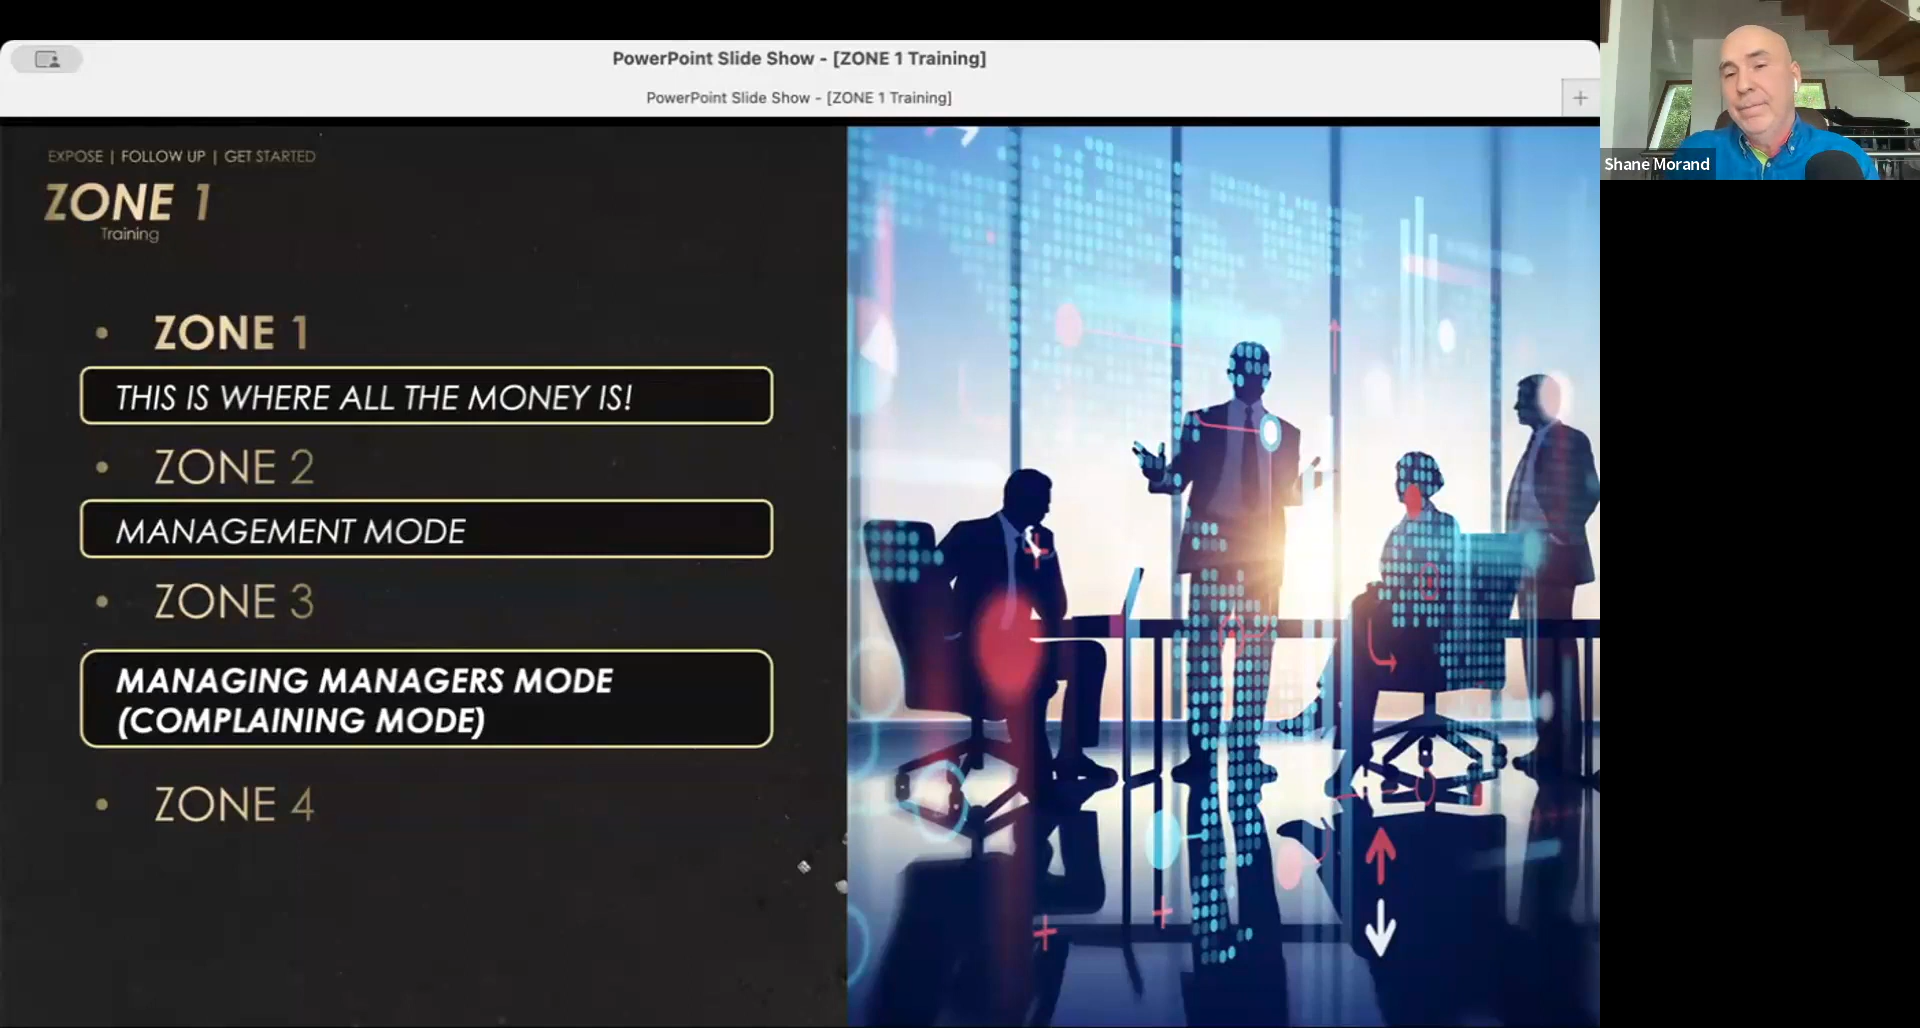 PowerPoint Slide Show - [ZONE 1 Training]
PowerPoint Slide Show - [ZONE 1 Training]
+
Shane Morand
EXPOSE | FOLLOW UP | GET STARTED
ZONE 1
Training
• ZONE 1
THIS IS WHERE ALL THE MONEY IS!
• ZONE 2
MANAGEMENT MODE
• ZONE 3
MANAGING MANAGERS MODE
(COMPLAINING MODE)
• ZONE 4